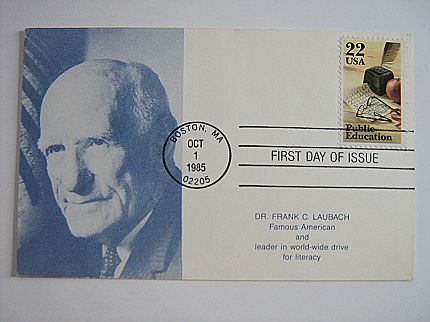 22
USA
Public
Education
BOSTON, MA
OCT
1
1985
02205
FIRST DAY OF ISSUE
DR. FRANK C. LAUBACH
Famous American
and
leader in world-wide drive
for literacy